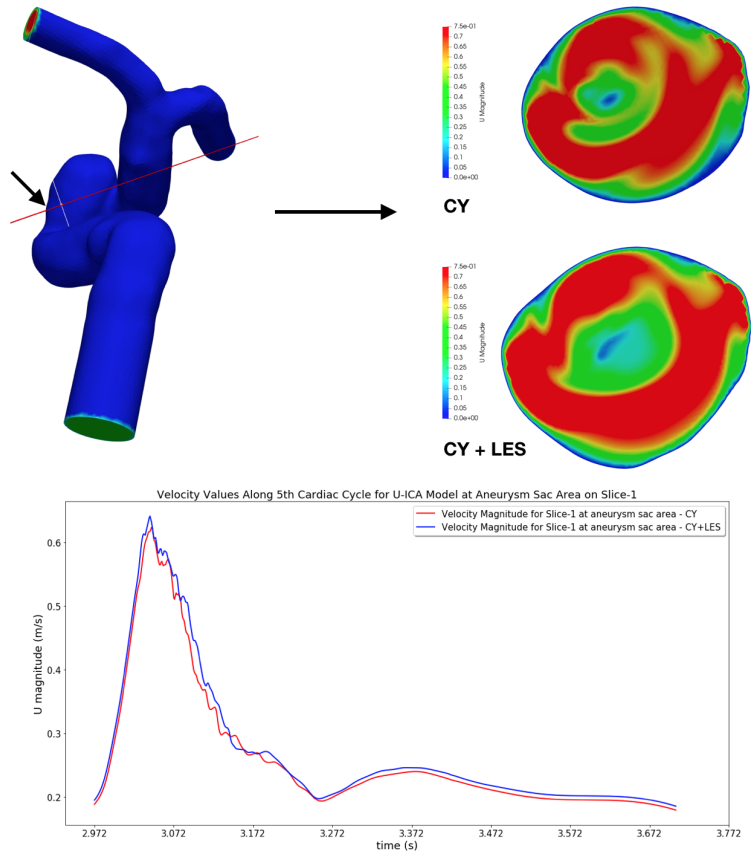 7.5e-01
0.7
0.65
0.6
0.55
0.5
0.45
0.4
0.35
0.3
0.25
0.2
0.15
0.1
0.05
0.0e+00
U Magnitude
CY
7.5e-01
0.7
0.65
0.6
0.55
0.5
0.45
0.4
0.35
0.3
0.25
0.2
0.15
0.1
0.05
0.0e+00
U Magnitude
CY + LES
Velocity Values Along 5th Cardiac Cycle for U-ICA Model at Aneurysm Sac Area on Slice-1
Velocity Magnitude for Slice-1 at aneurysm sac area - CY
Velocity Magnitude for Slice-1 at aneurysm sac area - CY+LES
U magnitude (m/s)
0.6
0.5
0.4
0.3
0.2
2.972 3.072 3.172 3.272 3.372 3.472 3.572 3.672 3.772
time (s)